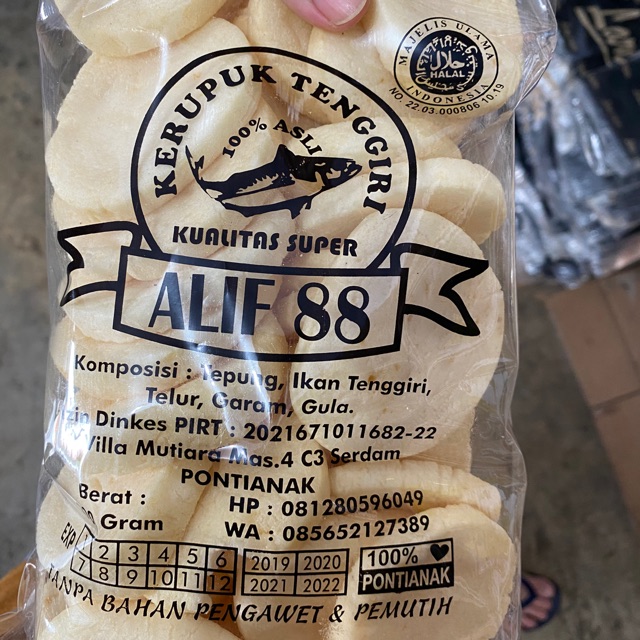 MAJELIS ULAMA
حلال
HALAL
INDONESIA
NO. 22.03.000806 10.19
KERUPUK TENGGIRI
100% ASLI
KUALITAS SUPER
ALIF 88
Komposisi : Tepung, Ikan Tenggiri,
Telur, Garam, Gula.
Dinkes PIRT : 2021671011682-22
Villa Mutiara Mas.4 C3 Serdam
PONTIANAK
Berat :
Gram
HP : 081280596049
WA : 085652127389
EXP
1 2 3 4 5 6
7 8 9 10 11 12
2019 2020
2021 2022
100%
PONTIANAK
TANPA BAHAN PENGAWET & PEMUTIH